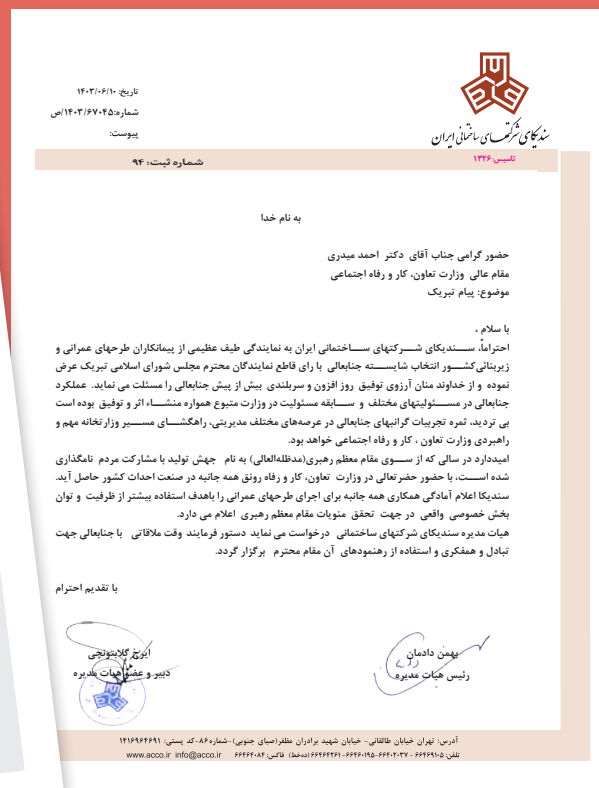 تاریخ: ۱۴۰۳/۰۶/۱۰
شماره:۱۴۰۳/۶۷۰۴۵/ص
پیوست:
سندیکای شرکتهای ساختمانی ایران
تاسیس:۱۳۲۶
شماره ثبت: ۹۴
به نام خدا
حضور گرامی جناب آقای دکتر احمد میدری
مقام عالی وزارت تعاون، کار و رفاه اجتماعی
موضوع: پیام تبریک
با سلام ،
احتراماً، سندیکای شرکتهای ساختمانی ایران به نمایندگی طیف عظیمی از پیمانکاران طرحهای عمرانی و
زیربنائی کشور انتخاب شایسته جنابعالی با رای قاطع نمایندگان محترم مجلس شورای اسلامی تبریک عرض
نموده و از خداوند منان آرزوی توفیق روز افزون و سربلندی بیش از پیش جنابعالی را مسئلت می نماید. عملکرد
جنابعالی در مسئولیتهای مختلف و سابقه مسئولیت در وزارت متبوع همواره منشاء اثر و توفیق بوده است
بی تردید، ثمره تجربیات گرانبهای جنابعالی در عرصه‌های مختلف مدیریتی، راهگشای مسیر وزارتخانه مهم و
راهبردی وزارت تعاون ، کار و رفاه اجتماعی خواهد بود.
امیددارد در سالی که از سوی مقام معظم رهبری(مدظله‌العالی) به نام جهش تولید با مشارکت مردم نامگذاری
شده است، با حضور حضرتعالی در وزارت تعاون، کار و رفاه رونق همه جانبه در صنعت احداث کشور حاصل آید.
سندیکا اعلام آمادگی همکاری همه جانبه برای اجرای طرحهای عمرانی را باهدف استفاده بیشتر از ظرفیت و توان
بخش خصوصی واقعی در جهت تحقق منویات مقام معظم رهبری اعلام می دارد.
هیات مدیره سندیکای شرکتهای ساختمانی درخواست می نماید دستور فرمایند وقت ملاقاتی با جنابعالی جهت
تبادل و همفکری و استفاده از رهنمودهای آن مقام محترم برگزار گردد.
با تقدیم احترام
بهمن دادمان
رئیس هیات مدیره
ایرج گلابتونچی
دبیر و عضو هیات مدیره
آدرس: تهران خیابان طالقانی- خیابان شهید برادران مظفر(صبای جنوبی)-شماره۸۶-کد پستی: ۱۴۱۶۹۶۴۶۹۱
تلفن: ۶۶۴۶۹۱۰۵ - ۶۶۴۰۲۰۳۷-۶۶۴۶۰۱۹۵-۶۶۴۶۴۲۶۱ (ده‌خط) فاکس: ۶۶۴۶۴۰۸۴ www.acco.ir info@acco.ir